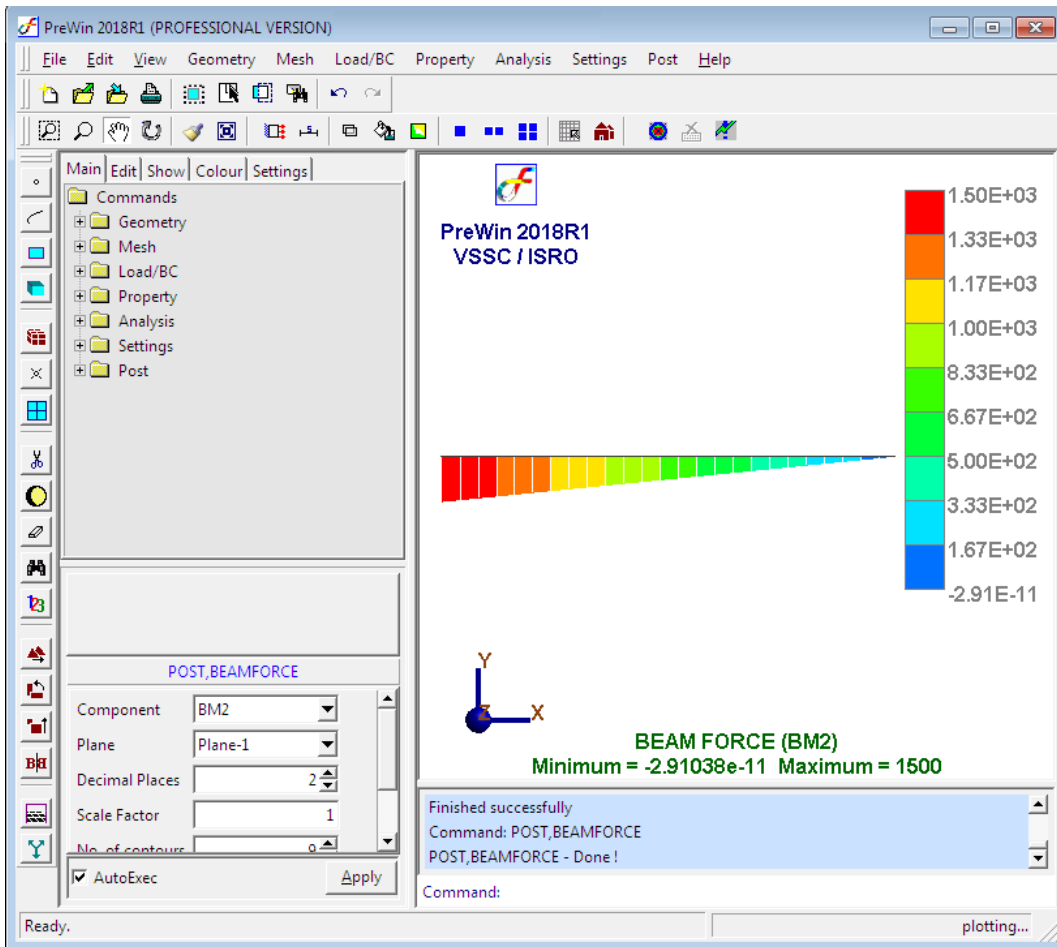 PreWin 2018R1 (PROFESSIONAL VERSION)
File Edit View Geometry Mesh Load/BC Property Analysis Settings Post Help
Main Edit Show Colour Settings
Commands
Geometry
Mesh
Load/BC
Property
Analysis
Settings
Post
123
B B
POST,BEAMFORCE
Component BM2
Plane Plane-1
Decimal Places 2
Scale Factor 1
No. of contours 9
AutoExec Apply
PreWin 2018R1
VSSC / ISRO
1.50E+03
1.33E+03
1.17E+03
1.00E+03
8.33E+02
6.67E+02
5.00E+02
3.33E+02
1.67E+02
-2.91E-11
Y
Z X
BEAM FORCE (BM2)
Minimum = -2.91038e-11 Maximum = 1500
Finished successfully
Command: POST,BEAMFORCE
POST,BEAMFORCE - Done !
Command:
Ready. plotting...